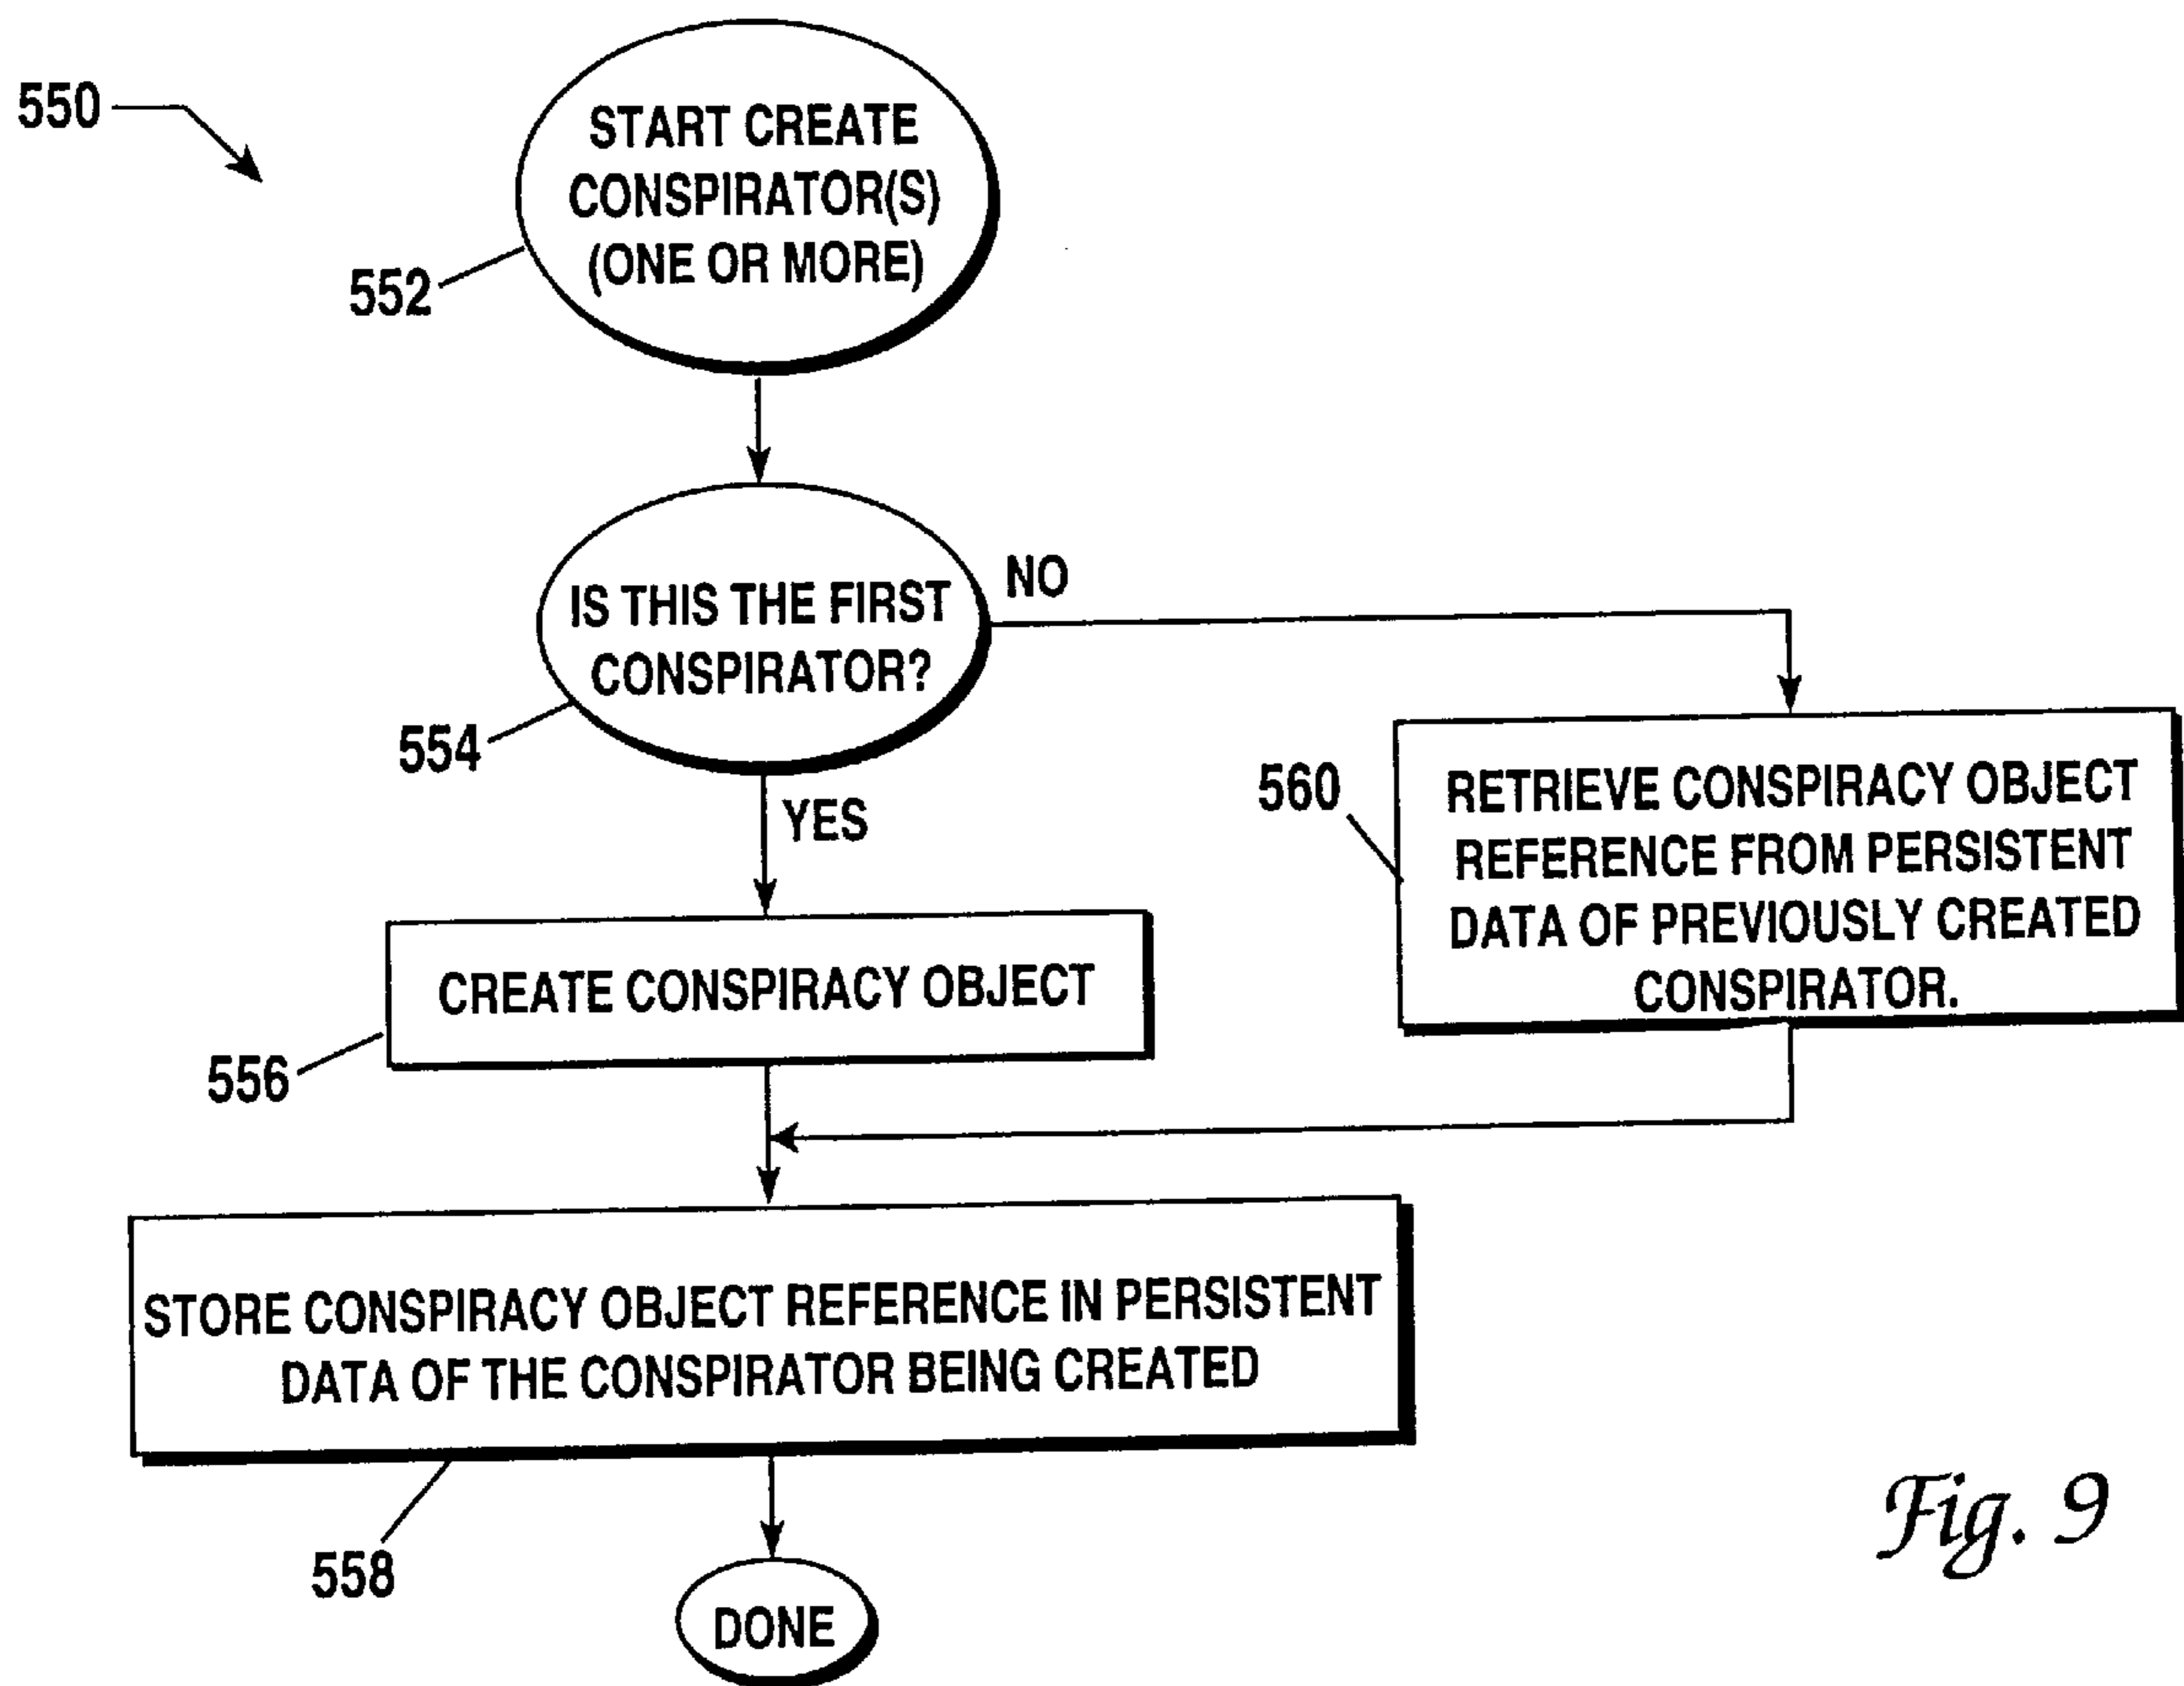 550
START CREATE
CONSPIRATOR(S)
(ONE OR MORE)
552
IS THIS THE FIRST
CONSPIRATOR?
NO
554
YES
560
RETRIEVE CONSPIRACY OBJECT
REFERENCE FROM PERSISTENT
DATA OF PREVIOUSLY CREATED
CONSPIRATOR.
CREATE CONSPIRACY OBJECT
556
STORE CONSPIRACY OBJECT REFERENCE IN PERSISTENT
DATA OF THE CONSPIRATOR BEING CREATED
558
DONE
Fig. 9